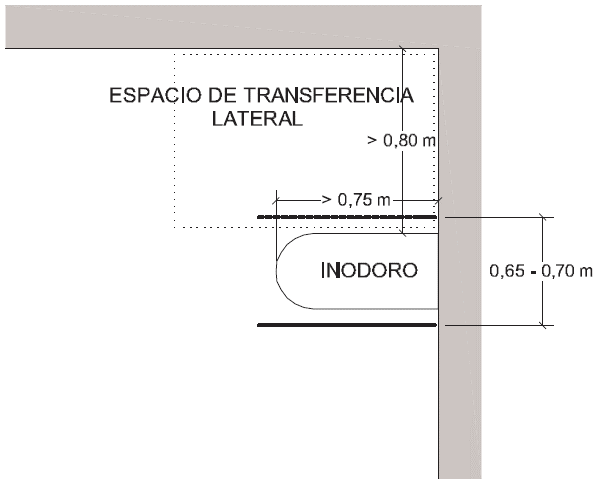 ESPACIO DE TRANSFERENCIA
LATERAL
> 0,80 m
> 0,75 m
INODORO
0,65 - 0,70 m